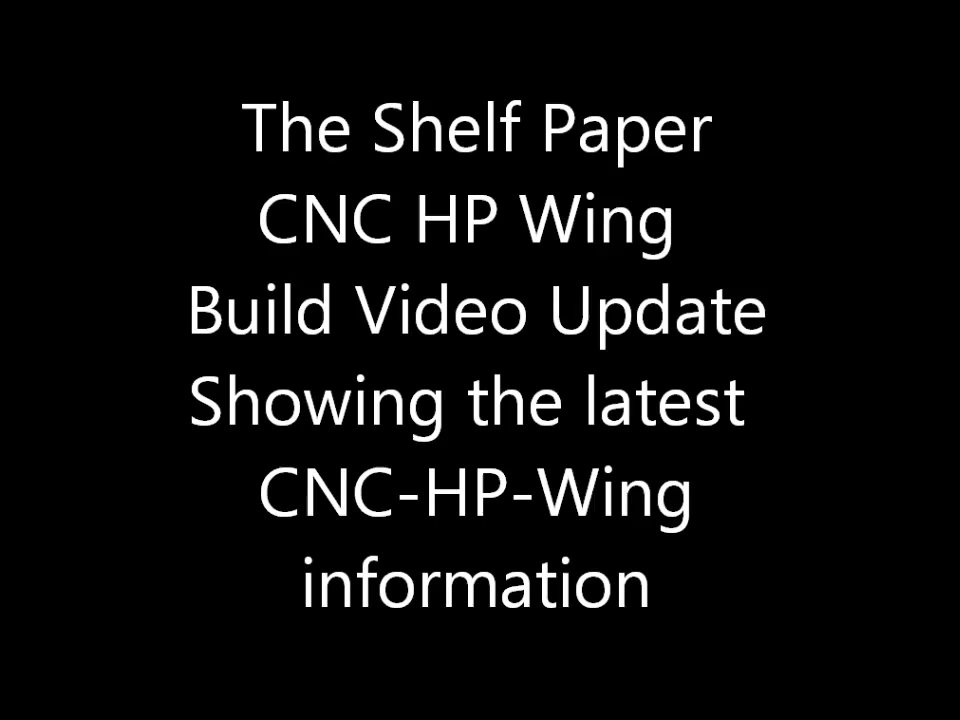 The Shelf Paper
CNC HP Wing
Build Video Update
Showing the latest
CNC-HP-Wing
information